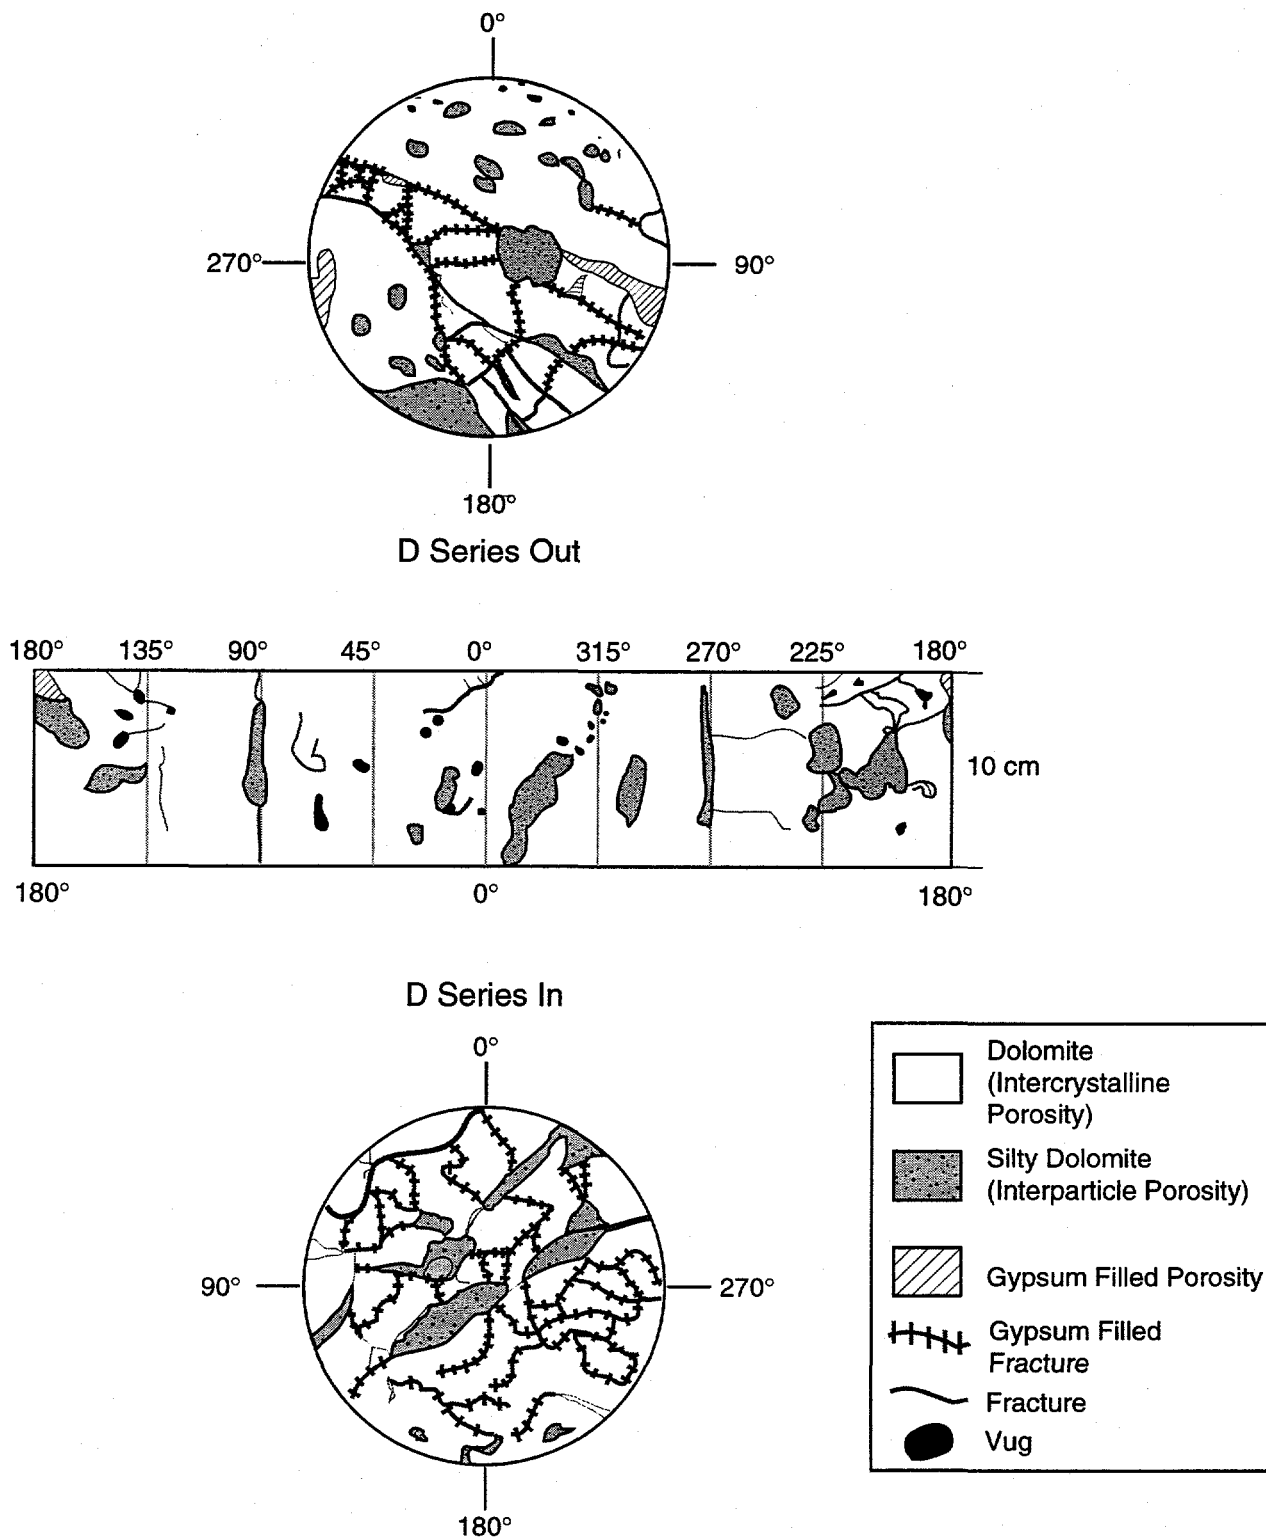 0°
270°
90°
180°
D Series Out
180° 135° 90° 45° 0° 315° 270° 225° 180°
10 cm
180° 0° 180°
D Series In
0°
90°
270°
180°
Dolomite
(Intercrystalline
Porosity)
Silty Dolomite
(Interparticle Porosity)
Gypsum Filled Porosity
Gypsum Filled
Fracture
Fracture
Vug